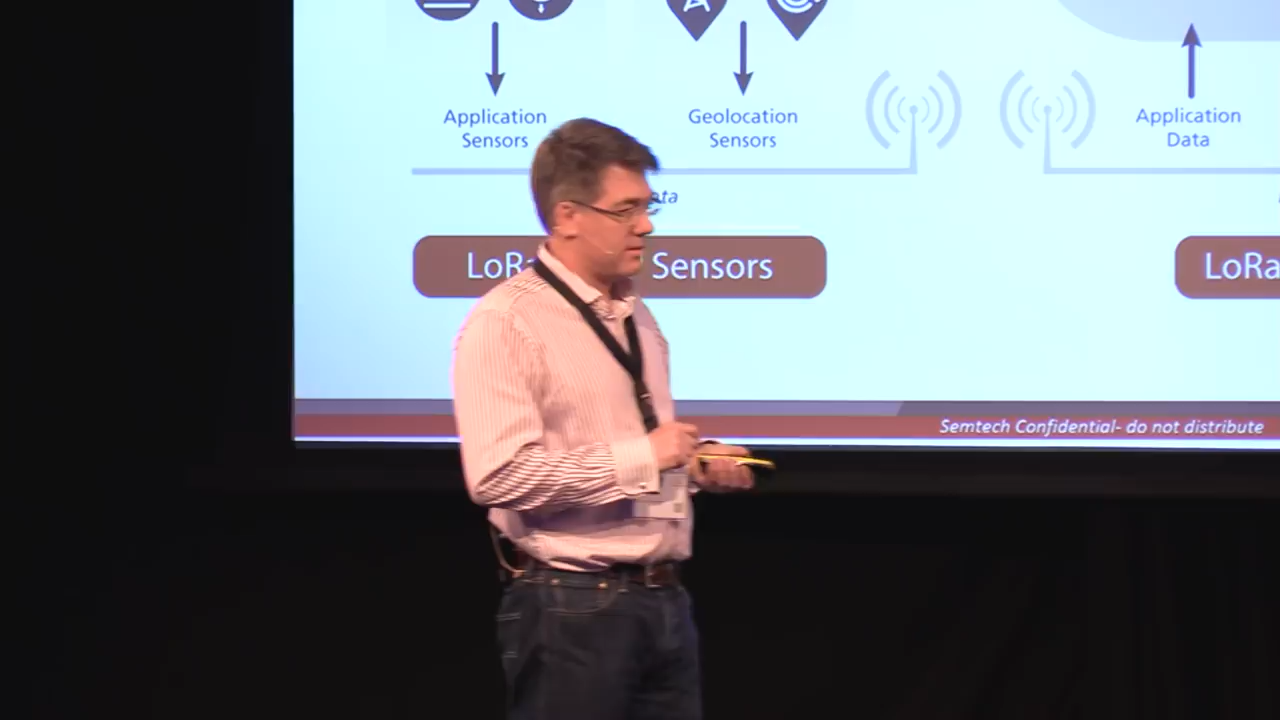 Application
Sensors
Geolocation
Sensors
Application
Data
LoRa
Sensors
LoRa
Semtech Confidential- do not distribute